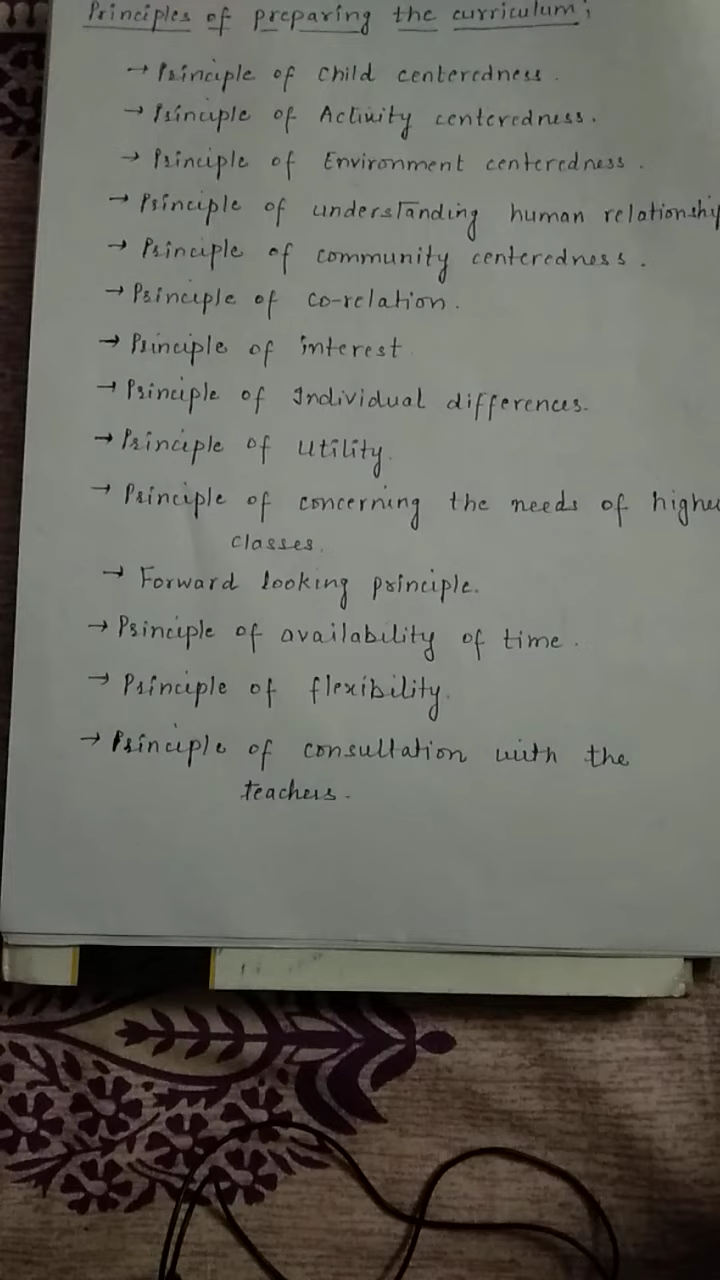 Principles of preparing the curriculum;
→ Principle of child centeredness.
→ Principle of Activity centeredness.
→ Principle of Environment centeredness.
→ Principle of understanding human relationship
→ Principle of community centeredness.
→ Principle of co-relation.
→ Principle of interest
→ Principle of Individual differences.
→ Principle of Utility.
→ Principle of concerning the needs of highe
classes.
→ Forward looking principle.
→ Principle of availability of time.
→ Principle of flexibility.
→ Principle of consultation with the
teachers.